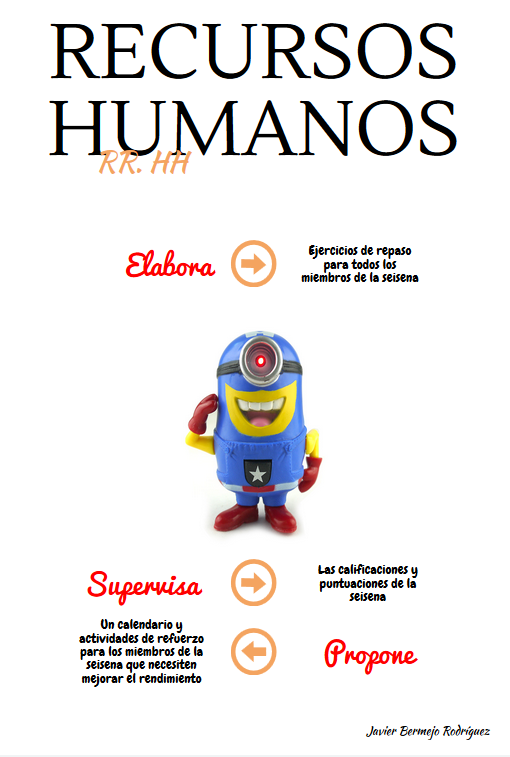 RECURSOS
HUMANOS
RR. HH
Elabora
Ejercicios de repaso
para todos los
miembros de la seisena
Supervisa
Las calificaciones y
puntuaciones de la
seisena
Un calendario y
actividades de refuerzo
para los miembros de la
seisena que necesiten
mejorar el rendimiento
Propone
Javier Bermejo Rodríguez